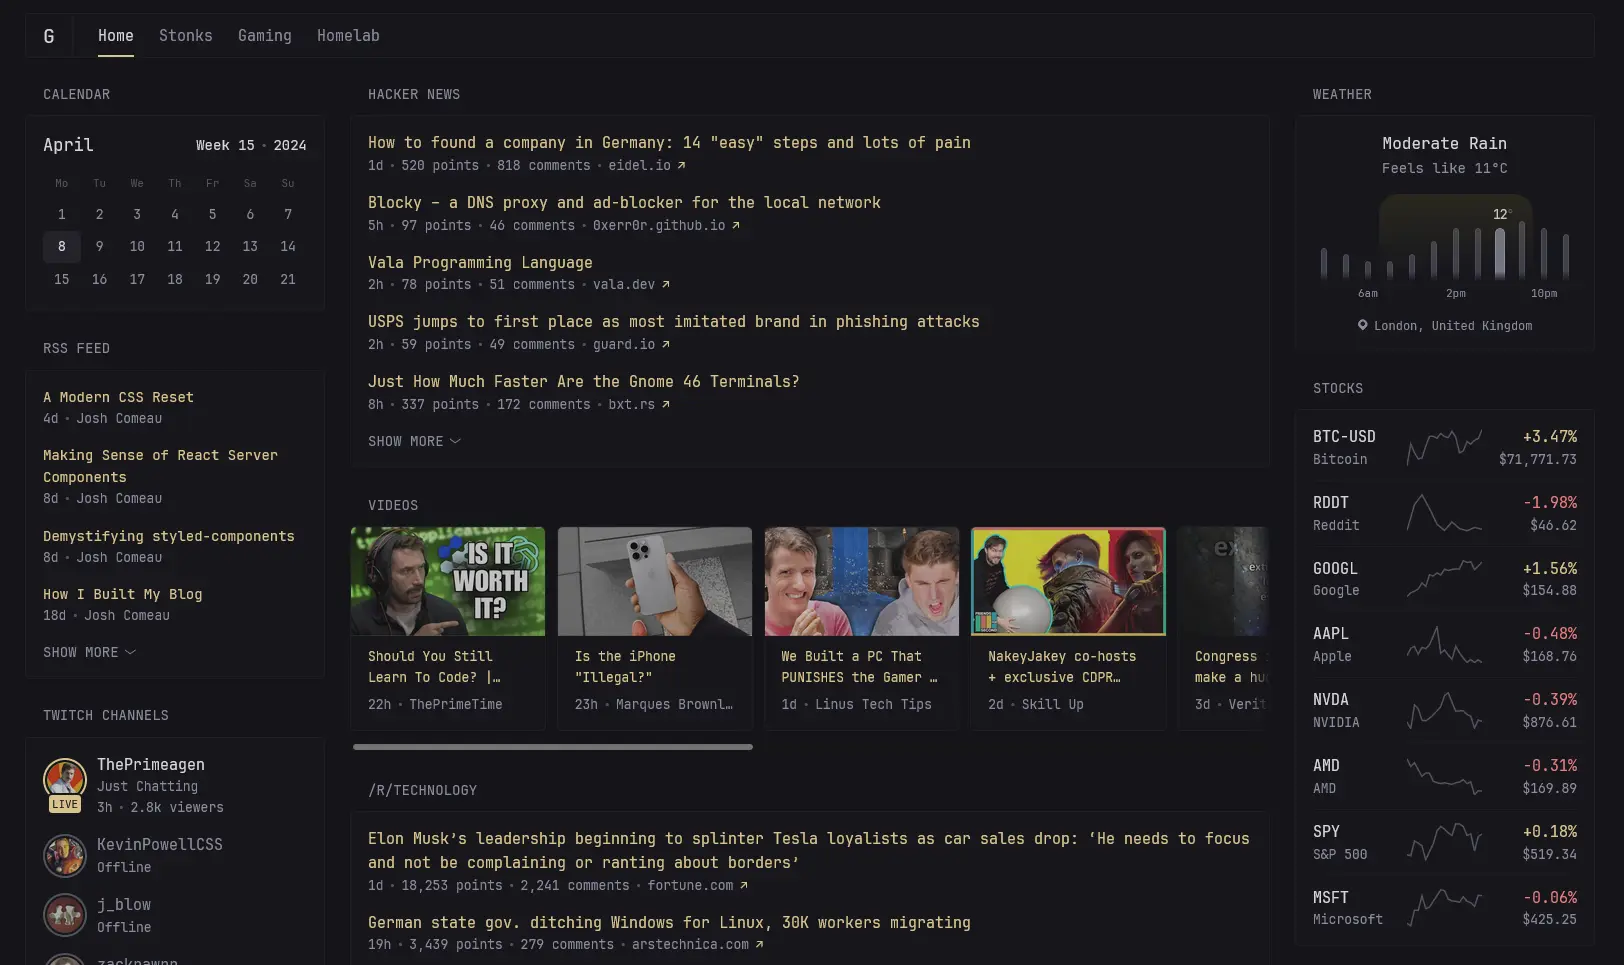 G
Home Stonks Gaming Homelab
CALENDAR
April Week 15 • 2024
Mo Tu We Th Fr Sa Su
1 2 3 4 5 6 7
8 9 10 11 12 13 14
15 16 17 18 19 20 21
RSS FEED
A Modern CSS Reset
4d • Josh Comeau
Making Sense of React Server
Components
8d • Josh Comeau
Demystifying styled-components
8d • Josh Comeau
How I Built My Blog
18d • Josh Comeau
SHOW MORE
TWITCH CHANNELS
ThePrimeagen
Just Chatting
LIVE
3h • 2.8k viewers
KevinPowellCSS
Offline
j_blow
Offline
HACKER NEWS
How to found a company in Germany: 14 "easy" steps and lots of pain
1d • 520 points • 818 comments • eidel.io ↗
Blocky – a DNS proxy and ad-blocker for the local network
5h • 97 points • 46 comments • 0xerr0r.github.io ↗
Vala Programming Language
2h • 78 points • 51 comments • vala.dev ↗
USPS jumps to first place as most imitated brand in phishing attacks
2h • 59 points • 49 comments • guard.io ↗
Just How Much Faster Are the Gnome 46 Terminals?
8h • 337 points • 172 comments • bxt.rs ↗
SHOW MORE
VIDEOS
IS IT
WORTH
IT?
Should You Still
Learn To Code? |…
22h • ThePrimeTime
Is the iPhone
"Illegal?"
23h • Marques Brownl…
We Built a PC That
PUNISHES the Gamer …
1d • Linus Tech Tips
NakeyJakey co-hosts
+ exclusive CDPR…
2d • Skill Up
Congress
make a hu
3d • Verit
/R/TECHNOLOGY
Elon Musk’s leadership beginning to splinter Tesla loyalists as car sales drop: ‘He needs to focus
and not be complaining or ranting about borders’
1d • 18,253 points • 2,241 comments • fortune.com ↗
German state gov. ditching Windows for Linux, 30K workers migrating
19h • 3,439 points • 279 comments • arstechnica.com ↗
WEATHER
Moderate Rain
Feels like 11°C
12°
6am 2pm 10pm
London, United Kingdom
STOCKS
BTC-USD +3.47%
Bitcoin $71,771.73
RDDT -1.98%
Reddit $46.62
GOOGL +1.56%
Google $154.88
AAPL -0.48%
Apple $168.76
NVDA -0.39%
NVIDIA $876.61
AMD -0.31%
AMD $169.89
SPY +0.18%
S&P 500 $519.34
MSFT -0.06%
Microsoft $425.25